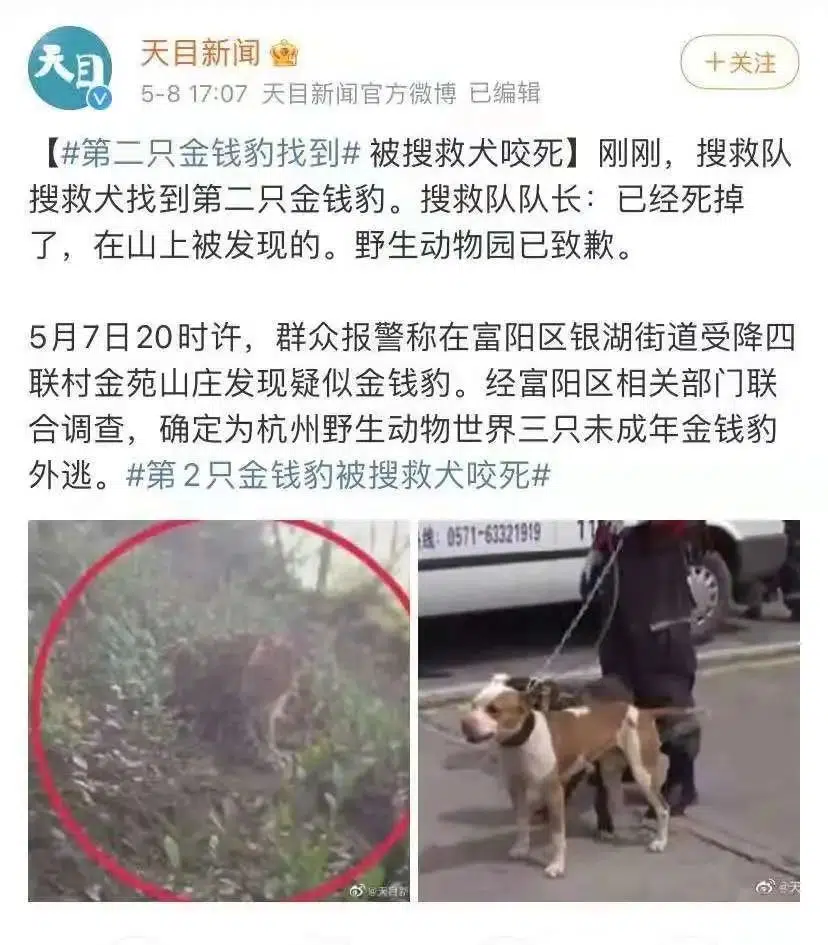 天目
天目新闻
+关注
5-8 17:07 天目新闻官方微博 已编辑
【#第二只金钱豹找到# 被搜救犬咬死】刚刚，搜救队
搜救犬找到第二只金钱豹。搜救队队长：已经死掉
了，在山上被发现的。野生动物园已致歉。
5月7日20时许，群众报警称在富阳区银湖街道受降四
联村金苑山庄发现疑似金钱豹。经富阳区相关部门联
合调查，确定为杭州野生动物世界三只未成年金钱豹
外逃。#第2只金钱豹被搜救犬咬死#
线：0571-63321919
11
@天目新
@天